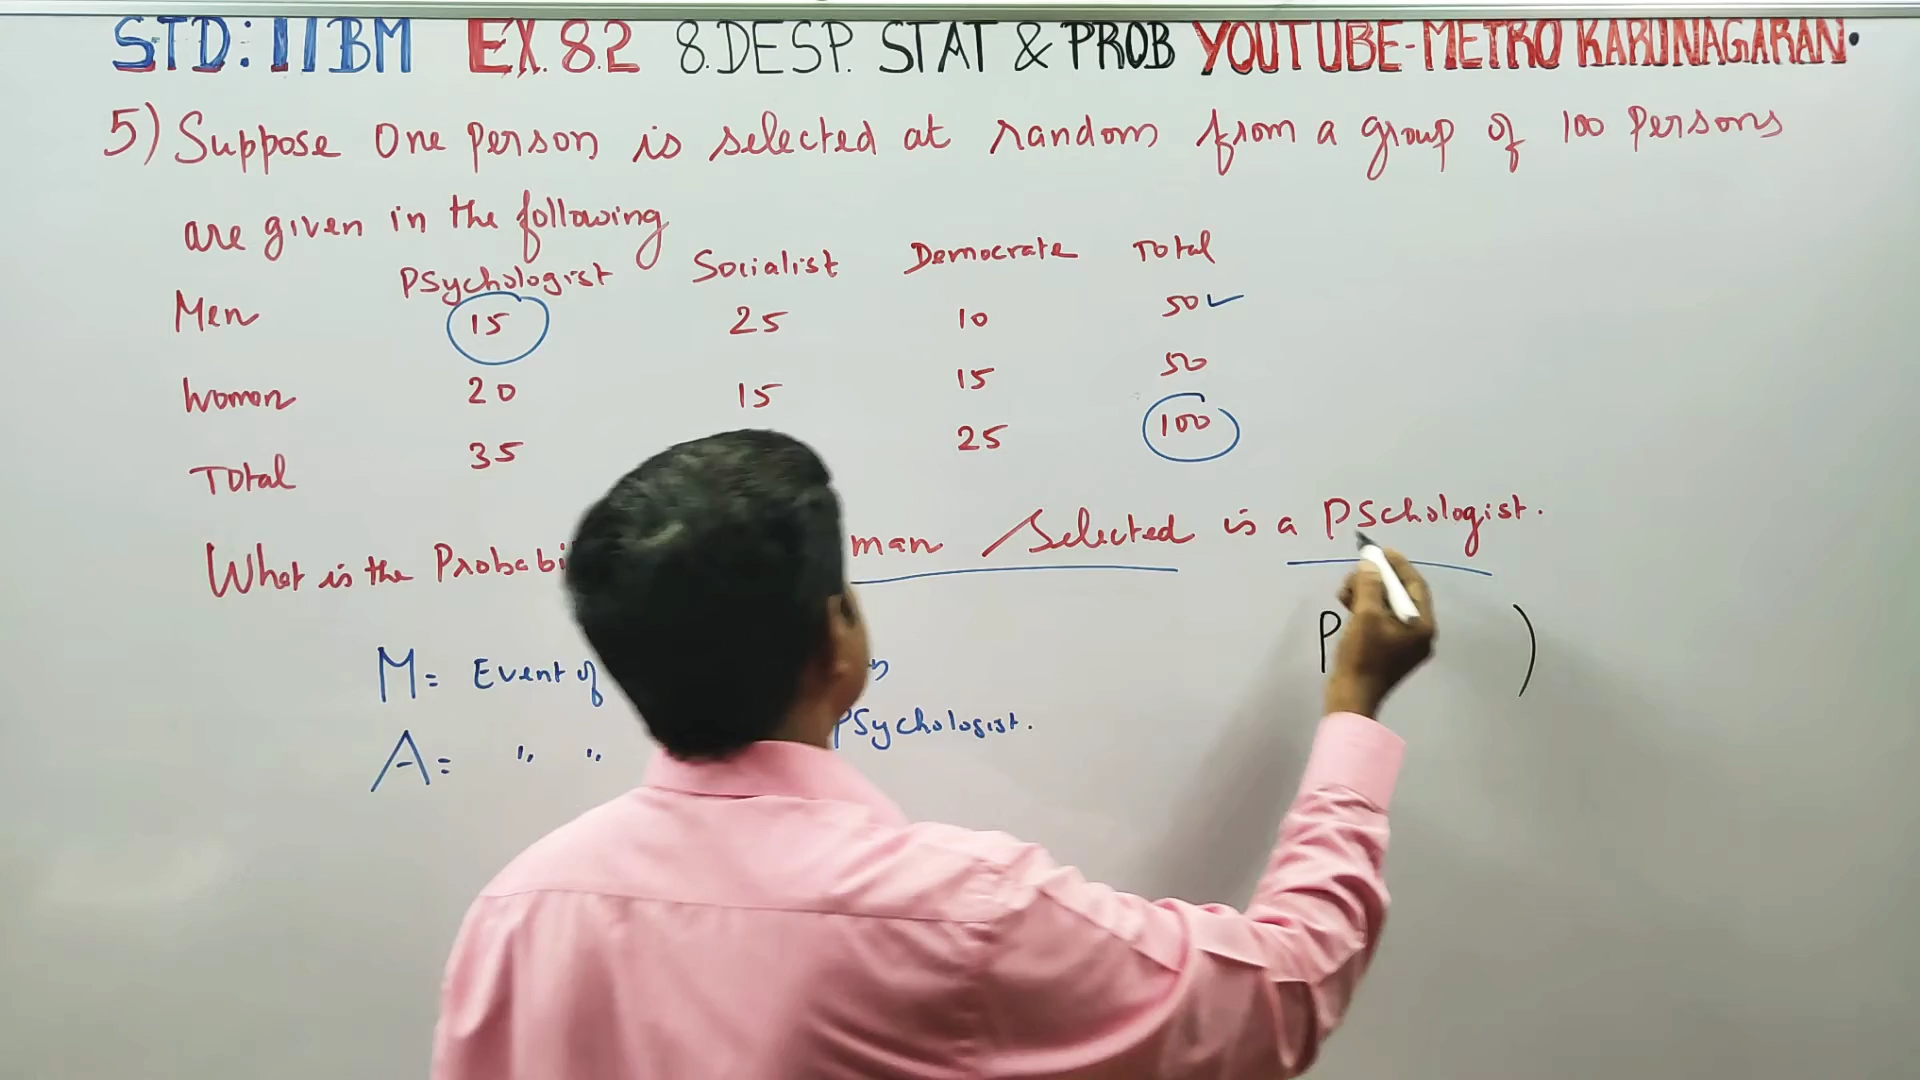 STD: 11BM EX. 8.2 8.DESP. STAT & PROB YOUTUBE-METRO KARUNAGARAN.
5) Suppose One person is selected at random from a group of 100 Persons
are given in the following
Psychologist Socialist Democrate Total
Men 15 25 10 50 ✓
Women 20 15 15 50
Total 35 25 100
What is the Probabi man Selected is a PSchologist.
M = Event of
A = " " PSychologist.
P )